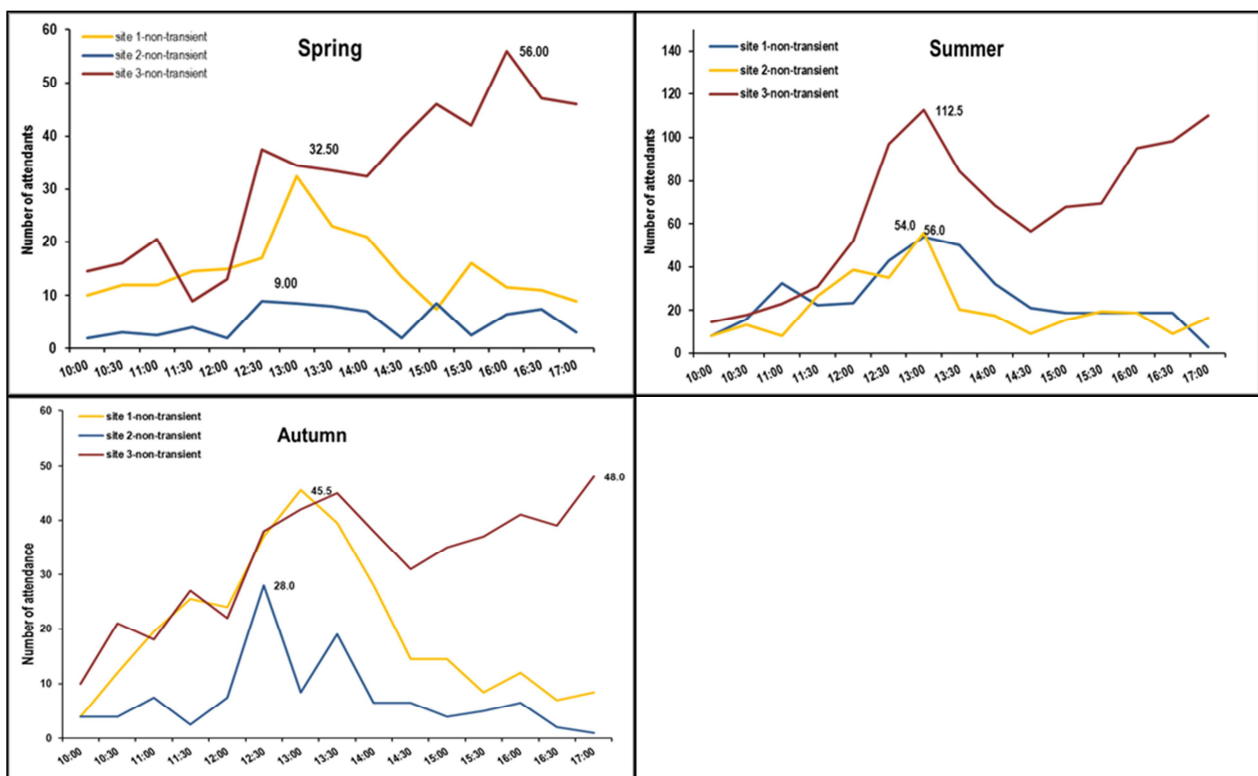 Spring
site 1-non-transient
site 2-non-transient
site 3-non-transient
Number of attendants
60
50
40
30
20
10
0
56.00
32.50
9.00
10:00 10:30 11:00 11:30 12:00 12:30 13:00 13:30 14:00 14:30 15:00 15:30 16:00 16:30 17:00
Summer
site 1-non-transient
site 2-non-transient
site 3-non-transient
Number of attendants
140
120
100
80
60
40
20
0
112.5
54.0 56.0
10:00 10:30 11:00 11:30 12:00 12:30 13:00 13:30 14:00 14:30 15:00 15:30 16:00 16:30 17:00
Autumn
site 1-non-transient
site 2-non-transient
site 3-non-transient
Number of attendance
60
50
40
30
20
10
0
48.0
45.5
28.0
10:00 10:30 11:00 11:30 12:00 12:30 13:00 13:30 14:00 14:30 15:00 15:30 16:00 16:30 17:00